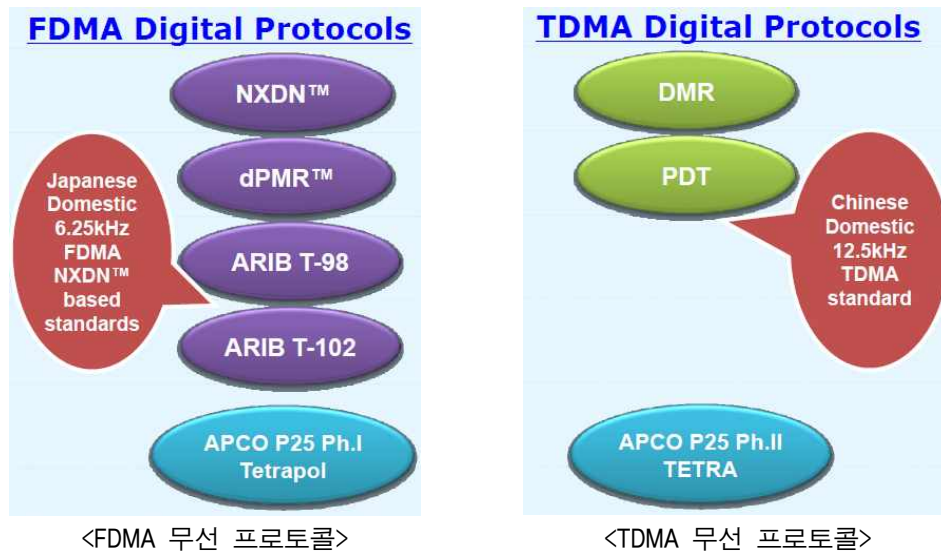 FDMA Digital Protocols
NXDN™
dPMR™
ARIB T-98
ARIB T-102
Japanese
Domestic
6.25kHz
FDMA
NXDN™
based
standards
APCO P25 Ph.I
Tetrapol
<FDMA 무선 프로토콜>
TDMA Digital Protocols
DMR
PDT
Chinese
Domestic
12.5kHz
TDMA
standard
APCO P25 Ph.II
TETRA
<TDMA 무선 프로토콜>